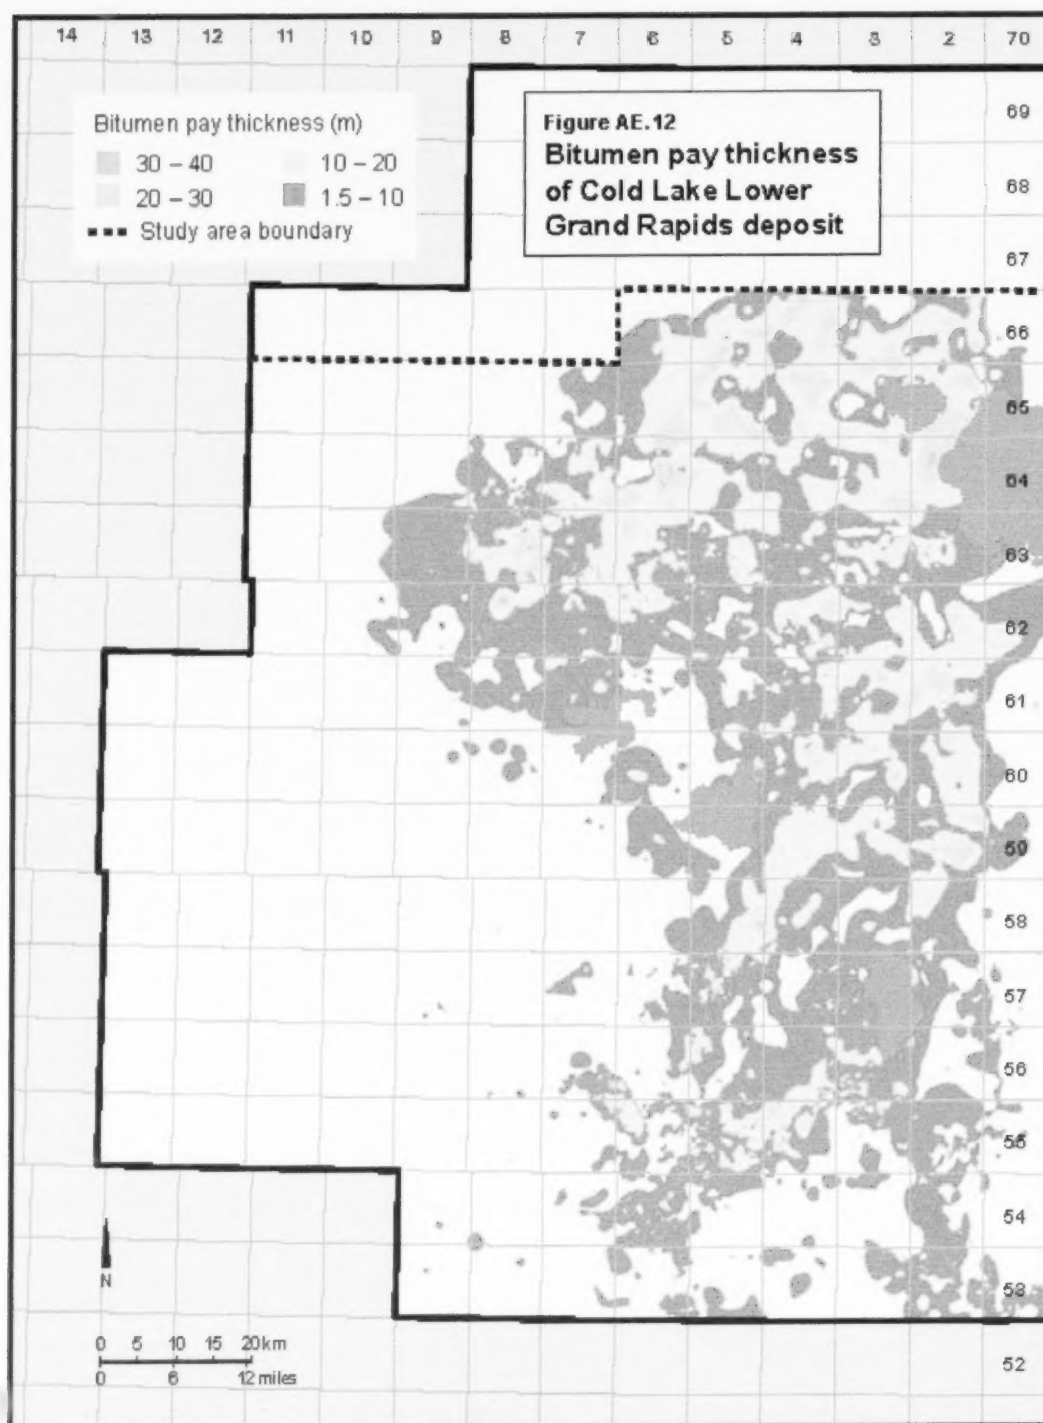 14 13 12 11 10 9 8 7 6 5 4 3 2 70
Bitumen pay thickness (m)
30 – 40
10 – 20
20 – 30
1.5 – 10
Study area boundary
Figure AE.12
Bitumen pay thickness
of Cold Lake Lower
Grand Rapids deposit
69
68
67
66
65
64
63
62
61
60
59
58
57
56
55
54
53
52
N
0 5 10 15 20 km
0 6 12 miles